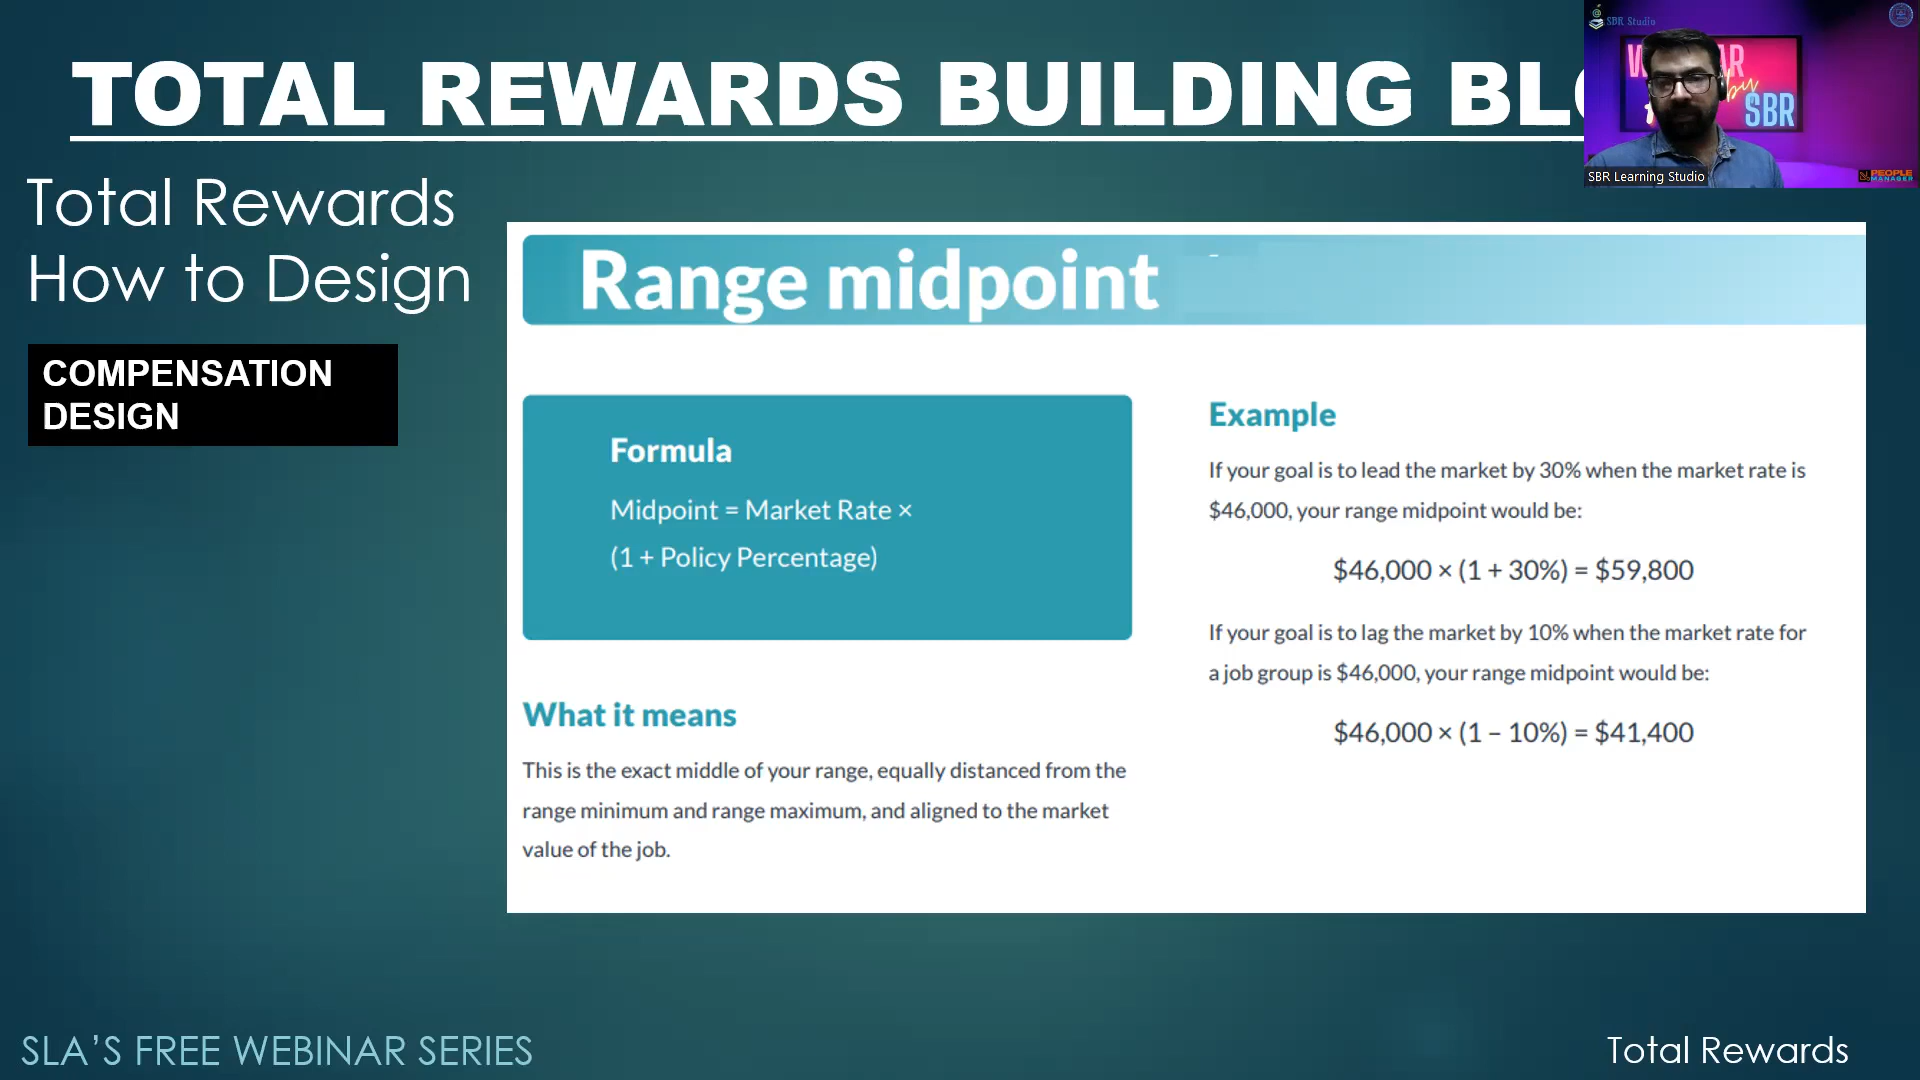 TOTAL REWARDS BUILDING
SBR Studio
SBR
SBR Learning Studio
PEOPLE
MANAGER
Total Rewards
How to Design
COMPENSATION
DESIGN
Range midpoint
Formula
Midpoint = Market Rate ×
(1 + Policy Percentage)
What it means
This is the exact middle of your range, equally distanced from the
range minimum and range maximum, and aligned to the market
value of the job.
Example
If your goal is to lead the market by 30% when the market rate is
$46,000, your range midpoint would be:
$46,000 × (1 + 30%) = $59,800
If your goal is to lag the market by 10% when the market rate for
a job group is $46,000, your range midpoint would be:
$46,000 × (1 – 10%) = $41,400
SLA’S FREE WEBINAR SERIES
Total Rewards